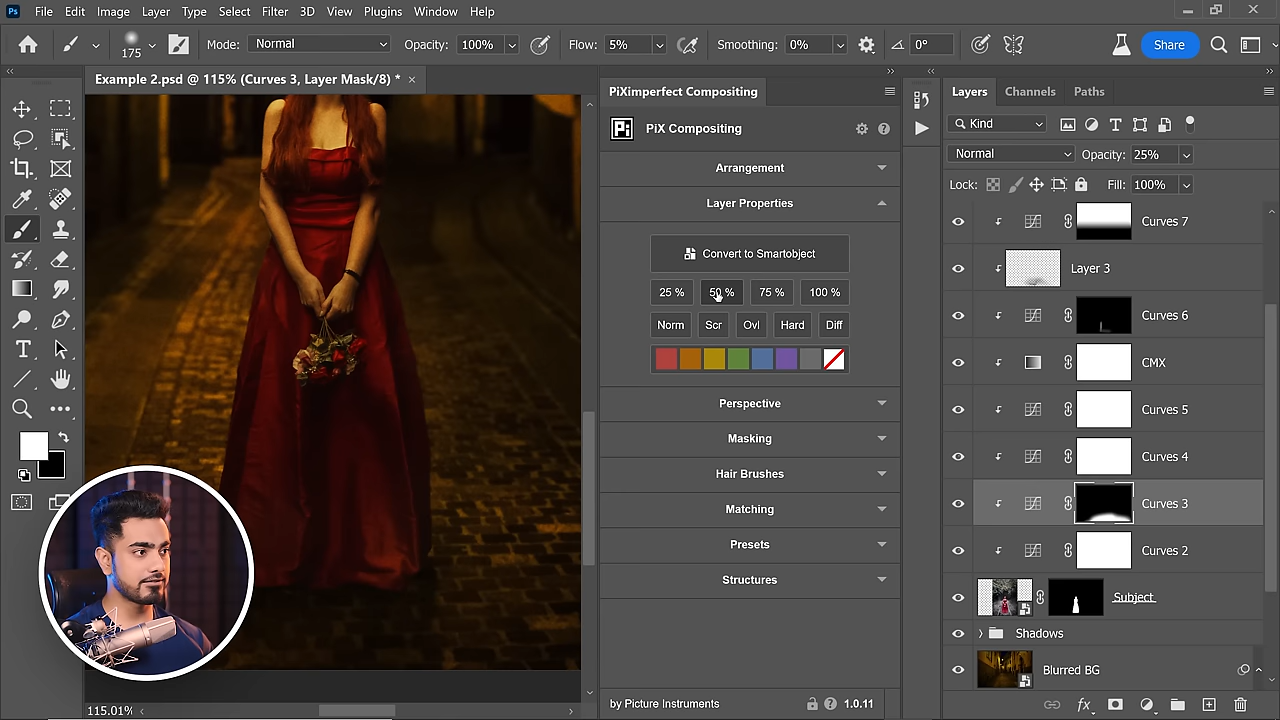 Ps File Edit Image Layer Type Select Filter 3D View Plugins Window Help
175 Mode: Normal Opacity: 100% Flow: 5% Smoothing: 0% 0° Share
Example 2.psd @ 115% (Curves 3, Layer Mask/8) * ×
PiXimperfect Compositing
Pi PiX Compositing
Arrangement
Layer Properties
Convert to Smartobject
25 % 50 % 75 % 100 %
Norm Scr Ovl Hard Diff
Perspective
Masking
Hair Brushes
Matching
Presets
Structures
by Picture Instruments 1.0.11
Layers Channels Paths
Kind
Normal Opacity: 25%
Lock: Fill: 100%
Curves 7
Layer 3
Curves 6
CMX
Curves 5
Curves 4
Curves 3
Curves 2
Subject
Shadows
Blurred BG
fx
115.01%